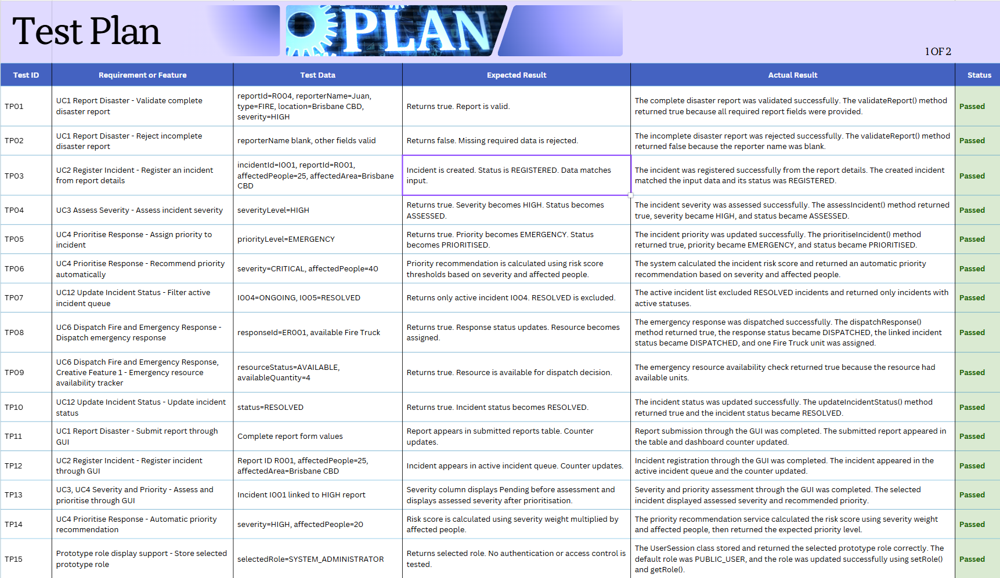 Test Plan
PLAN
1 OF 2
Test ID
Requirement or Feature
Test Data
Expected Result
Actual Result
Status
TP01
UC1 Report Disaster - Validate complete
disaster report
reportId=R004, reporterName=Juan,
type=FIRE, location=Brisbane CBD,
severity=HIGH
Returns true. Report is valid.
The complete disaster report was validated successfully. The validateReport() method
returned true because all required report fields were provided.
Passed
TP02
UC1 Report Disaster - Reject incomplete
disaster report
reporterName blank, other fields valid
Returns false. Missing required data is rejected.
The incomplete disaster report was rejected successfully. The validateReport() method
returned false because the reporter name was blank.
Passed
TP03
UC2 Register Incident - Register an incident
from report details
incidentId=I001, reportId=R001,
affectedPeople=25, affectedArea=Brisbane
CBD
Incident is created. Status is REGISTERED. Data matches
input.
The incident was registered successfully from the report details. The created incident
matched the input data and its status was REGISTERED.
Passed
TP04
UC3 Assess Severity - Assess incident severity
severityLevel=HIGH
Returns true. Severity becomes HIGH. Status becomes
ASSESSED.
The incident severity was assessed successfully. The assessIncident() method returned
true, severity became HIGH, and status became ASSESSED.
Passed
TP05
UC4 Prioritise Response - Assign priority to
incident
priorityLevel=EMERGENCY
Returns true. Priority becomes EMERGENCY. Status
becomes PRIORITISED.
The incident priority was updated successfully. The prioritiseIncident() method
returned true, priority became EMERGENCY, and status became PRIORITISED.
Passed
TP06
UC4 Prioritise Response - Recommend priority
automatically
severity=CRITICAL, affectedPeople=40
Priority recommendation is calculated using risk score
thresholds based on severity and affected people.
The system calculated the incident risk score and returned an automatic priority
recommendation based on severity and affected people.
Passed
TP07
UC12 Update Incident Status - Filter active
incident queue
I004=ONGOING, I005=RESOLVED
Returns only active incident I004. RESOLVED is excluded.
The active incident list excluded RESOLVED incidents and returned only incidents with
active statuses.
Passed
TP08
UC6 Dispatch Fire and Emergency Response -
Dispatch emergency response
responseId=ER001, available Fire Truck
Returns true. Response status updates. Resource becomes
assigned.
The emergency response was dispatched successfully. The dispatchResponse()
method returned true, the response status became DISPATCHED, the linked incident
status became DISPATCHED, and one Fire Truck unit was assigned.
Passed
TP09
UC6 Dispatch Fire and Emergency Response,
Creative Feature 1 - Emergency resource
availability tracker
resourceStatus=AVAILABLE,
availableQuantity=4
Returns true. Resource is available for dispatch decision.
The emergency resource availability check returned true because the resource had
available units.
Passed
TP10
UC12 Update Incident Status - Update incident
status
status=RESOLVED
Returns true. Incident status becomes RESOLVED.
The incident status was updated successfully. The updateIncidentStatus() method
returned true and the incident status became RESOLVED.
Passed
TP11
UC1 Report Disaster - Submit report through
GUI
Complete report form values
Report appears in submitted reports table. Counter
updates.
Report submission through the GUI was completed. The submitted report appeared in
the table and dashboard counter updated.
Passed
TP12
UC2 Register Incident - Register incident
through GUI
Report ID R001, affectedPeople=25,
affectedArea=Brisbane CBD
Incident appears in active incident queue. Counter updates.
Incident registration through the GUI was completed. The incident appeared in the
active incident queue and the counter updated.
Passed
TP13
UC3, UC4 Severity and Priority - Assess and
prioritise through GUI
Incident I001 linked to HIGH report
Severity column displays Pending before assessment and
displays assessed severity after prioritisation.
Severity and priority assessment through the GUI was completed. The selected
incident displayed assessed severity and recommended priority.
Passed
TP14
UC4 Prioritise Response - Automatic priority
recommendation
severity=HIGH, affectedPeople=20
Risk score is calculated using severity weight multiplied by
affected people.
The priority recommendation service calculated the risk score using severity weight
and affected people, then returned the expected priority level.
Passed
TP15
Prototype role display support - Store selected
prototype role
selectedRole=SYSTEM_ADMINISTRATOR
Returns selected role. No authentication or access control is
tested.
The UserSession class stored and returned the selected prototype role correctly. The
default role was PUBLIC_USER, and the role was updated successfully using setRole()
and getRole().
Passed